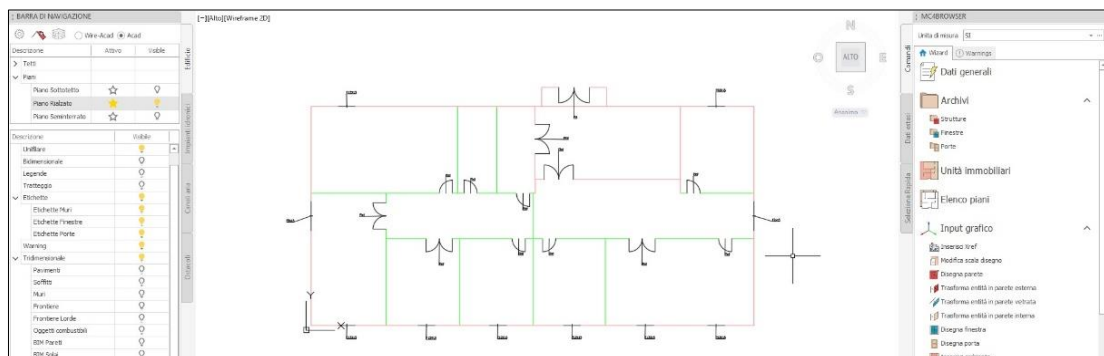 BARRA DI NAVIGAZIONE
Wire-Acad Acad
Descrizione Attivo Visibile
Tetti
Piani
Piano Sottotetto
Piano Rialzato
Piano Seminterrato
Descrizione Visibile
Unifilare
Bidimensionale
Legende
Tratteggio
Etichette
Etichette Muri
Etichette Finestre
Etichette Porte
Warning
Tridimensionale
Pavimenti
Soffitti
Muri
Frontiere
Frontiere Lorde
Oggetti combustibili
BIM Pareti
BIM Solai
Edificio
Impianti idronici
Canali aria
Ostacoli
[−][Alto][Wireframe 2D]
N
O
ALTO
S
Anonimo
Y
X
Comandi
Dati estesi
Selezione Rapida
MC4BROWSER
Unità di misura SI
Wizard Warnings
Dati generali
Archivi
Strutture
Finestre
Porte
Unità immobiliari
Elenco piani
Input grafico
Inserisci Xref
Modifica scala disegno
Disegna parete
Trasforma entità in parete esterna
Trasforma entità in parete vetrata
Trasforma entità in parete interna
Disegna finestra
Disegna porta